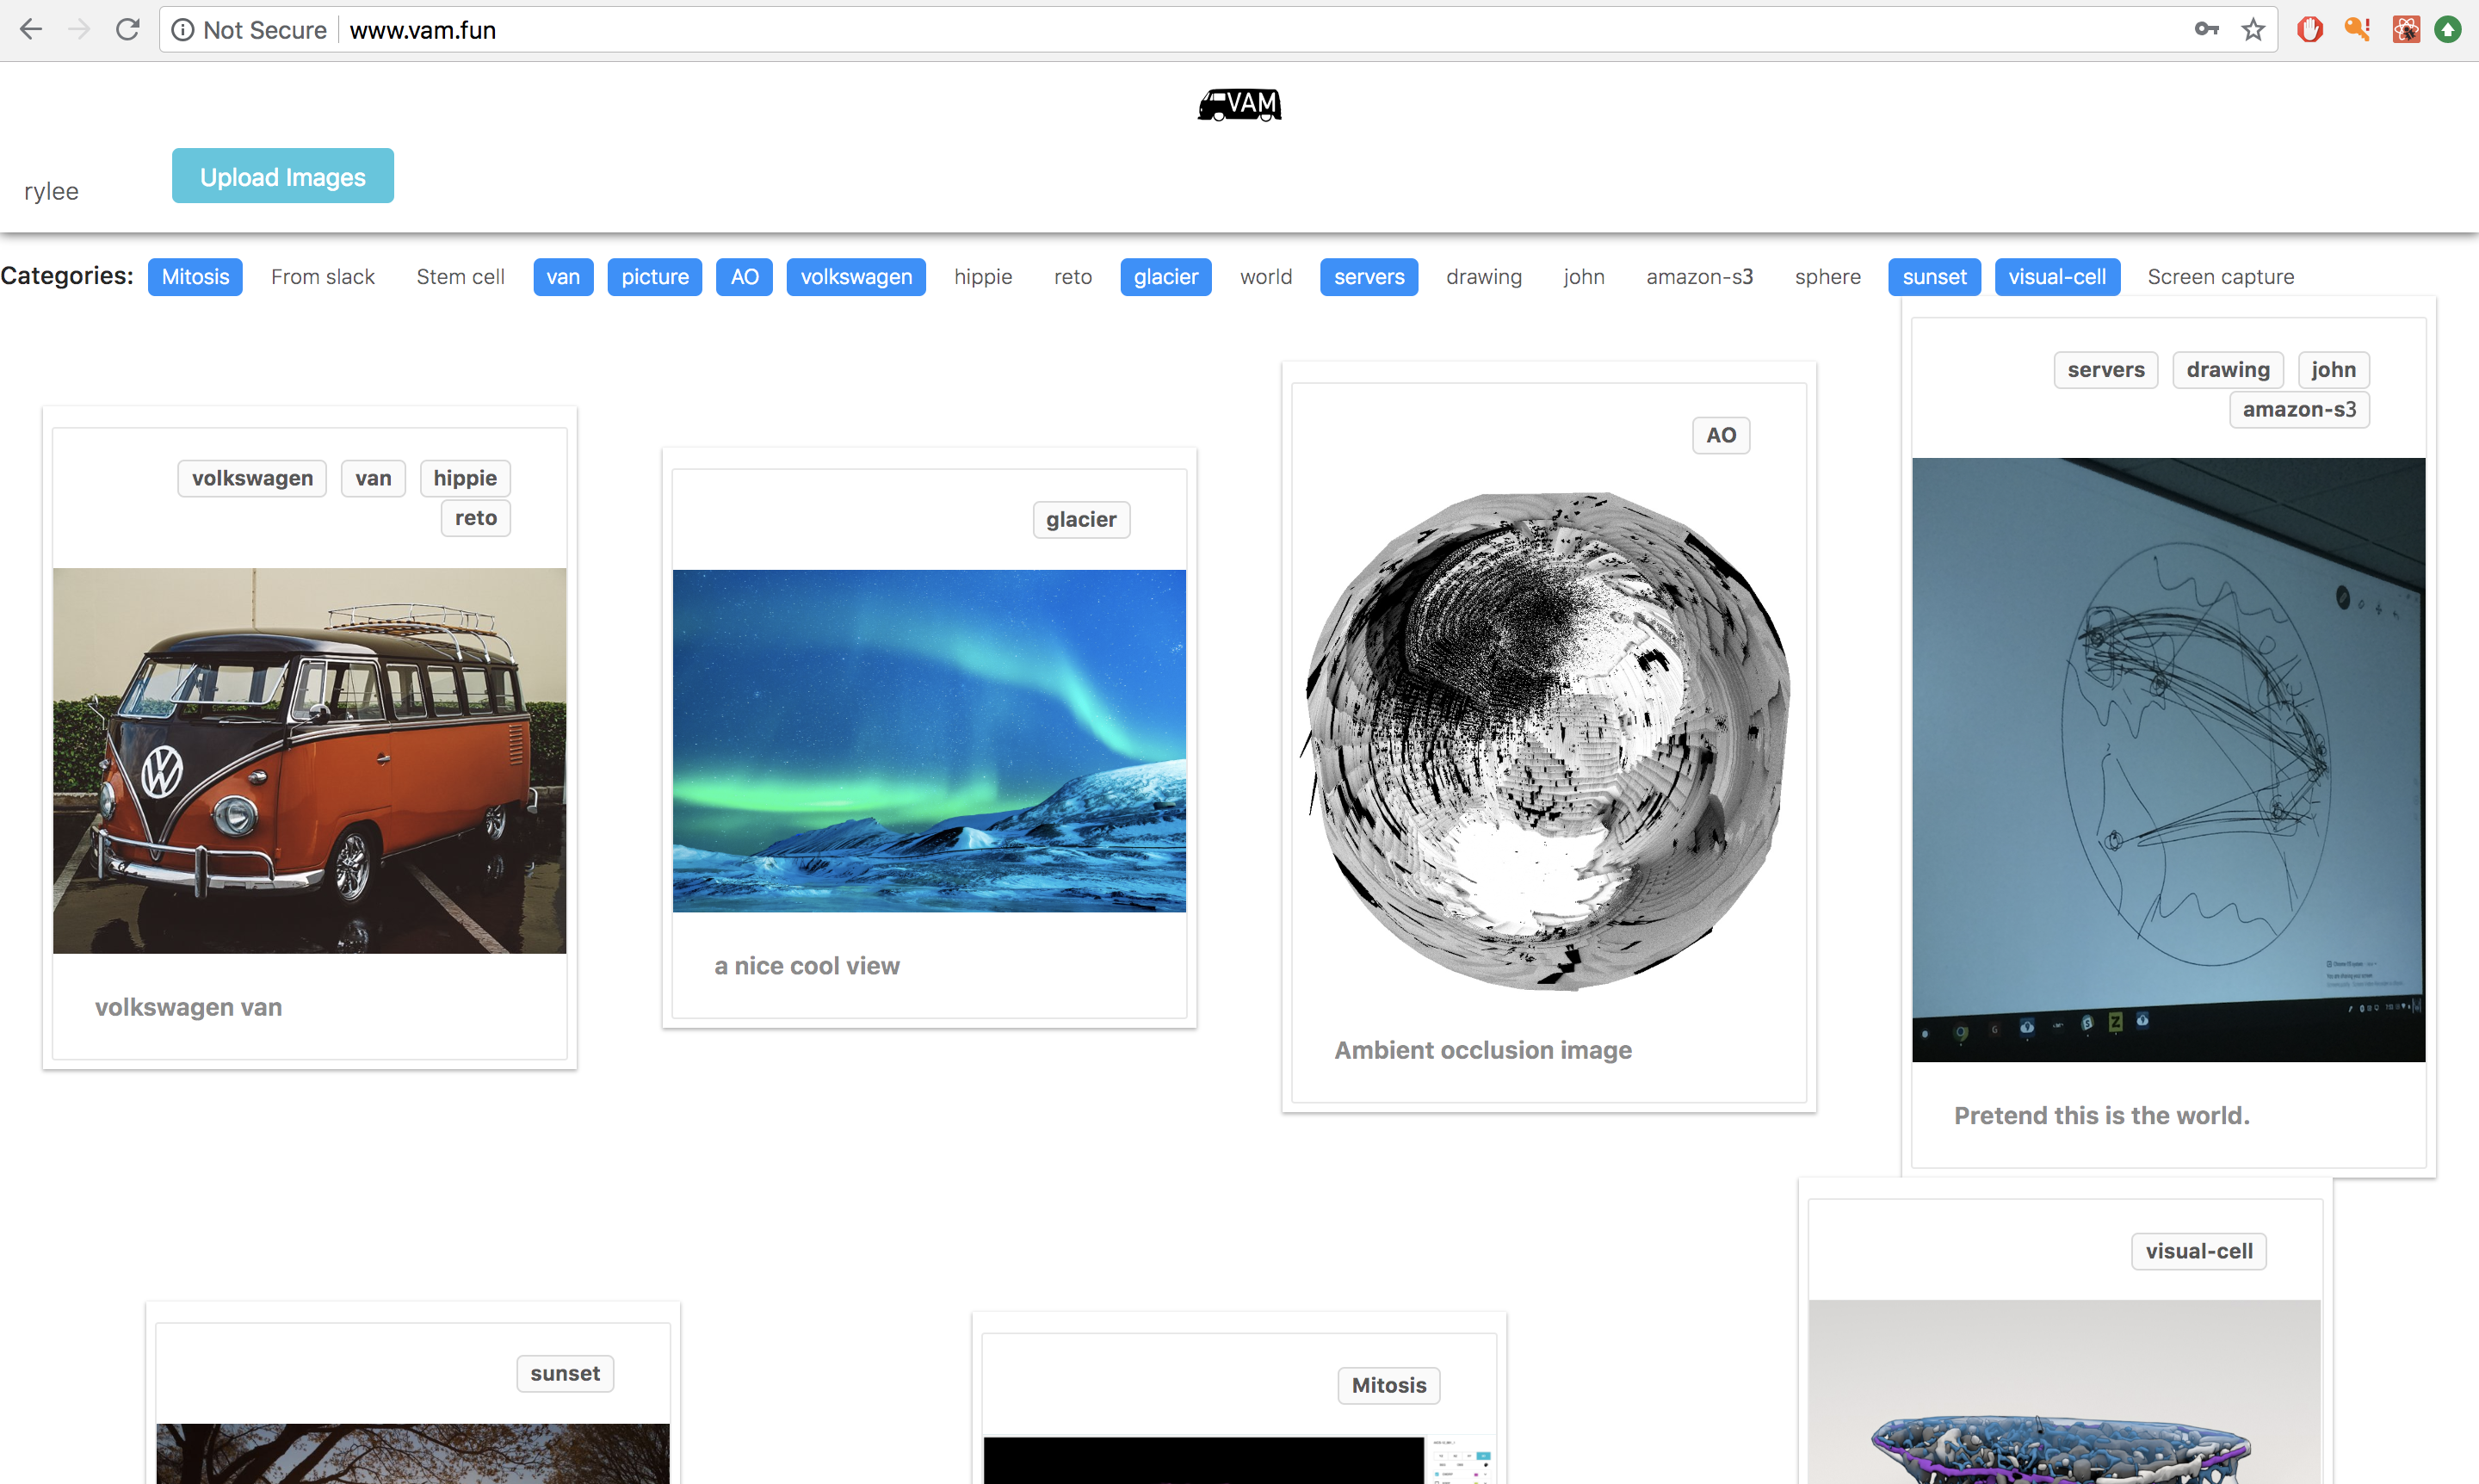 Not Secure www.vam.fun
VAM
rylee
Upload Images
Categories: Mitosis From slack Stem cell van picture AO volkswagen hippie reto glacier world servers drawing john amazon-s3 sphere sunset visual-cell Screen capture
volkswagen van hippie
reto
volkswagen van
glacier
a nice cool view
AO
Ambient occlusion image
servers drawing john
amazon-s3
Pretend this is the world.
sunset
Mitosis
visual-cell